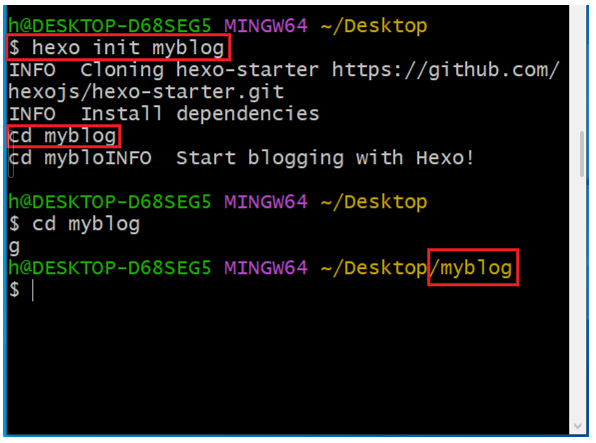 h@DESKTOP-D68SEG5 MINGW64 ~/Desktop
$ hexo init myblog
INFO  Cloning hexo-starter https://github.com/
hexojs/hexo-starter.git
INFO  Install dependencies
cd myblog
cd mybloINFO  Start blogging with Hexo!
h@DESKTOP-D68SEG5 MINGW64 ~/Desktop
$ cd myblog
g
h@DESKTOP-D68SEG5 MINGW64 ~/Desktop/myblog
$